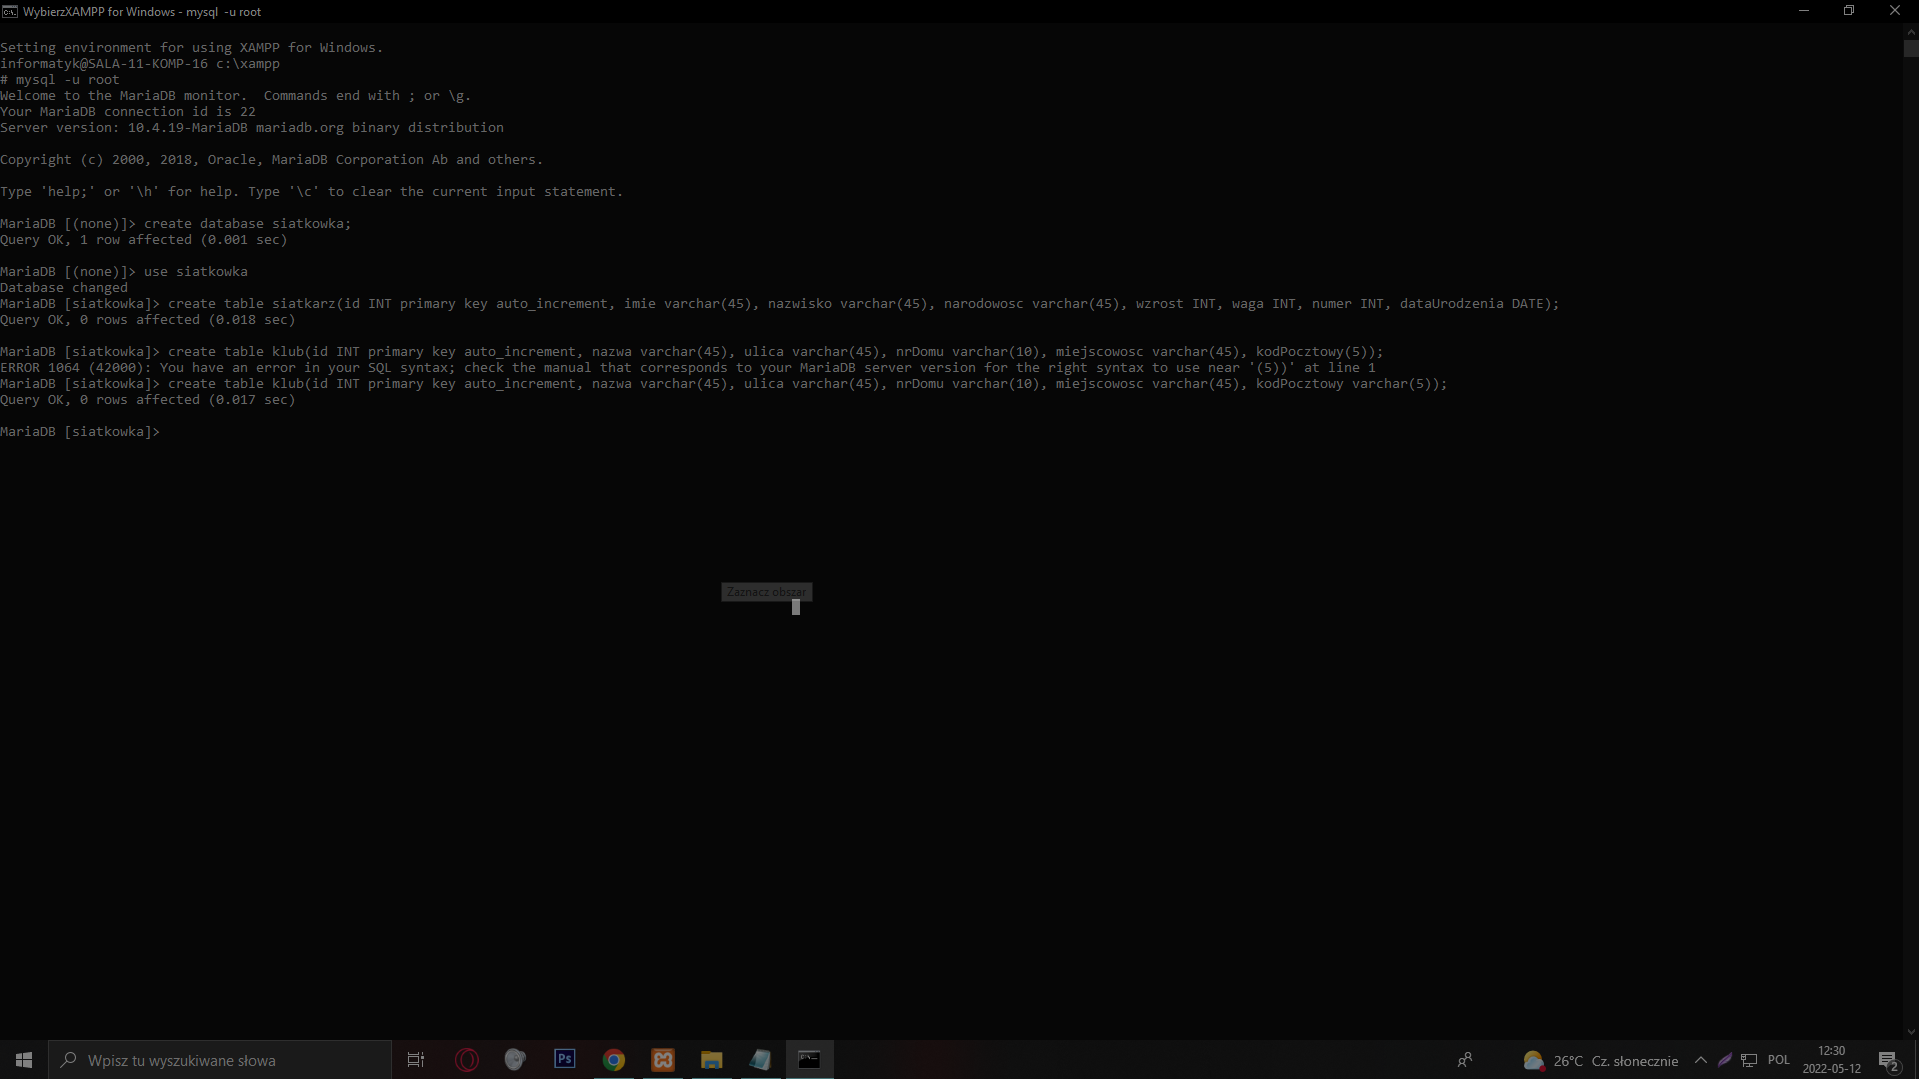 WybierzXAMPP for Windows - mysql  -u root
Setting environment for using XAMPP for Windows.
informatyk@SALA-11-KOMP-16 c:\xampp
# mysql -u root
Welcome to the MariaDB monitor.  Commands end with ; or \g.
Your MariaDB connection id is 22
Server version: 10.4.19-MariaDB mariadb.org binary distribution
Copyright (c) 2000, 2018, Oracle, MariaDB Corporation Ab and others.
Type 'help;' or '\h' for help. Type '\c' to clear the current input statement.
MariaDB [(none)]> create database siatkowka;
Query OK, 1 row affected (0.001 sec)
MariaDB [(none)]> use siatkowka
Database changed
MariaDB [siatkowka]> create table siatkarz(id INT primary key auto_increment, imie varchar(45), nazwisko varchar(45), narodowosc varchar(45), wzrost INT, waga INT, numer INT, dataUrodzenia DATE);
Query OK, 0 rows affected (0.018 sec)
MariaDB [siatkowka]> create table klub(id INT primary key auto_increment, nazwa varchar(45), ulica varchar(45), nrDomu varchar(10), miejscowosc varchar(45), kodPocztowy(5));
ERROR 1064 (42000): You have an error in your SQL syntax; check the manual that corresponds to your MariaDB server version for the right syntax to use near '(5))' at line 1
MariaDB [siatkowka]> create table klub(id INT primary key auto_increment, nazwa varchar(45), ulica varchar(45), nrDomu varchar(10), miejscowosc varchar(45), kodPocztowy varchar(5));
Query OK, 0 rows affected (0.017 sec)
MariaDB [siatkowka]>
Zaznacz obszar
Wpisz tu wyszukiwane słowa
Ps
26°C  Cz. słonecznie
POL
12:30
2022-05-12
2